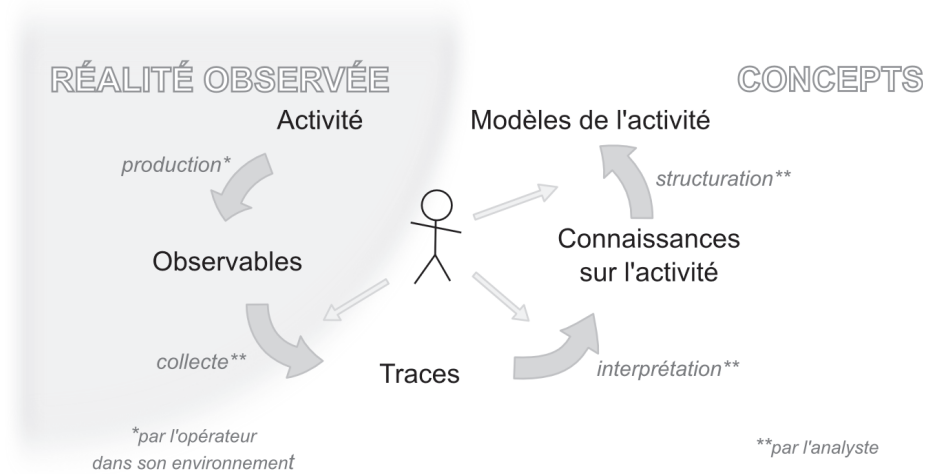 RÉALITÉ OBSERVÉE
CONCEPTS
Activité
Modèles de l'activité
production*
structuration**
Observables
Connaissances
sur l'activité
collecte**
Traces
interprétation**
*par l'opérateur
dans son environnement
**par l'analyste